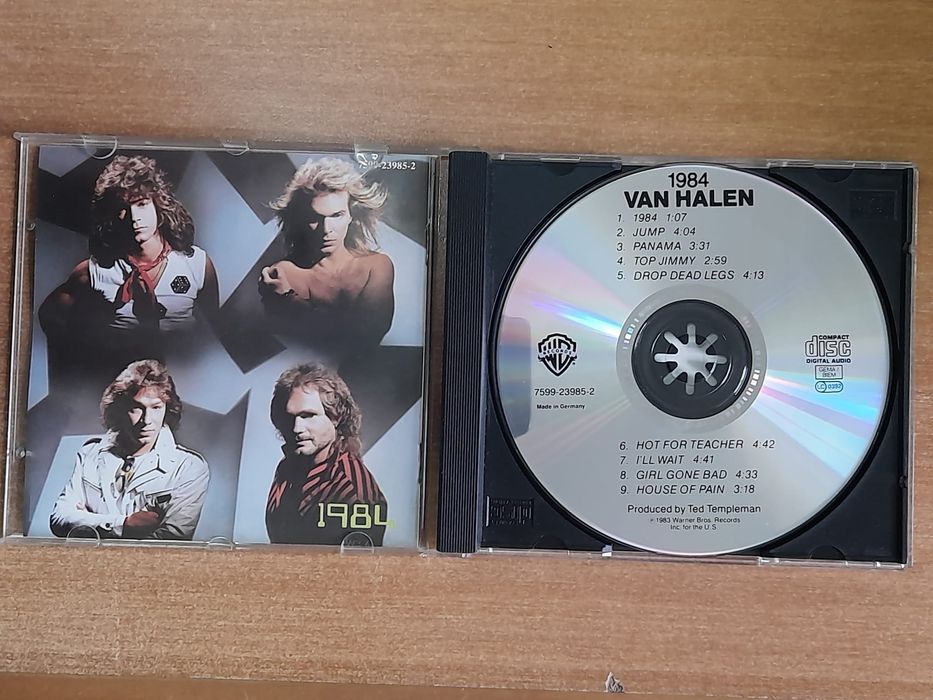 7599-23985-2
1984
1984
VAN HALEN
1. 1984 1:07
2. JUMP 4:04
3. PANAMA 3:31
4. TOP JIMMY 2:59
5. DROP DEAD LEGS 4:13
RECORDS
7599-23985-2
Made in Germany
COMPACT
disc
DIGITAL AUDIO
GEMA
BIEM
LC 0392
6. HOT FOR TEACHER 4:42
7. I'LL WAIT 4:41
8. GIRL GONE BAD 4:33
9. HOUSE OF PAIN 3:18
Produced by Ted Templeman
℗ 1983 Warner Bros. Records
Inc. for the U.S